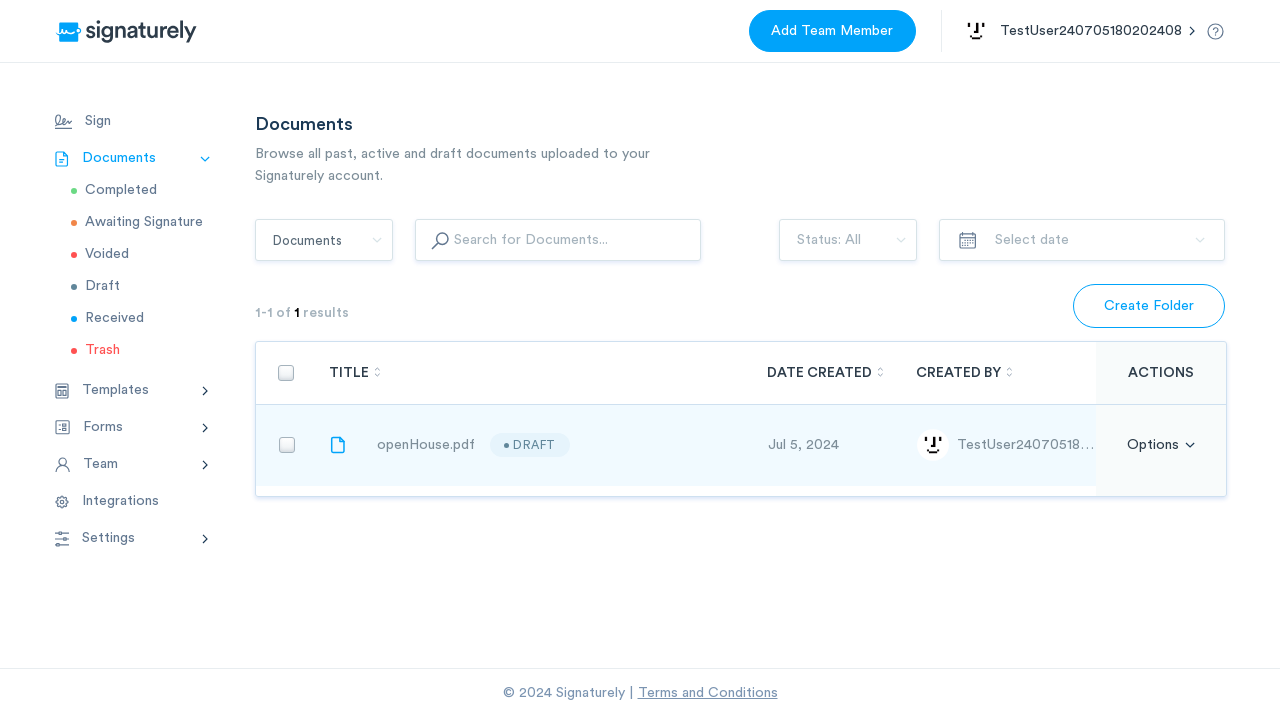 signaturely
Add Team Member
TestUser240705180202408
Sign
Documents
Completed
Awaiting Signature
Voided
Draft
Received
Trash
Templates
Forms
Team
Integrations
Settings
Documents
Browse all past, active and draft documents uploaded to your
Signaturely account.
Documents
Search for Documents...
Status: All
Select date
1-1 of 1 results
Create Folder
TITLE
DATE CREATED
CREATED BY
ACTIONS
openHouse.pdf
DRAFT
Jul 5, 2024
TestUser24070518...
Options
© 2024 Signaturely | Terms and Conditions